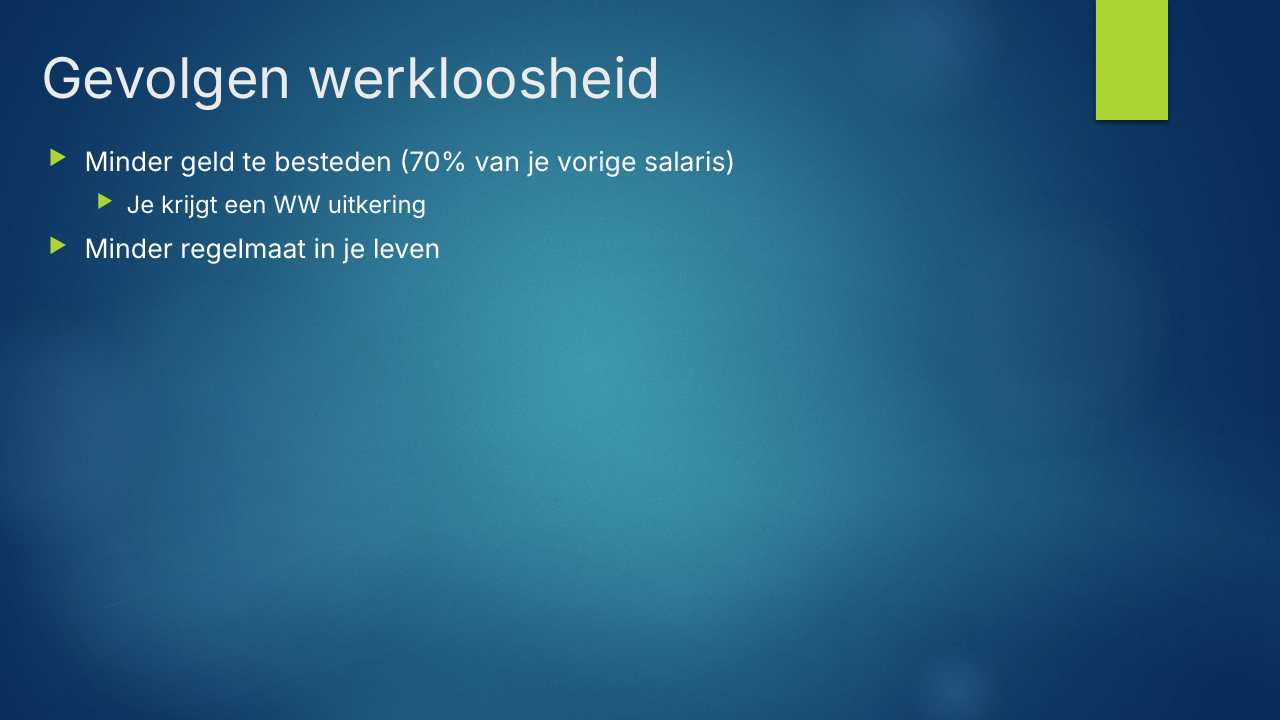 Gevolgen werkloosheid
Minder geld te besteden (70% van je vorige salaris)
Je krijgt een WW uitkering
Minder regelmaat in je leven